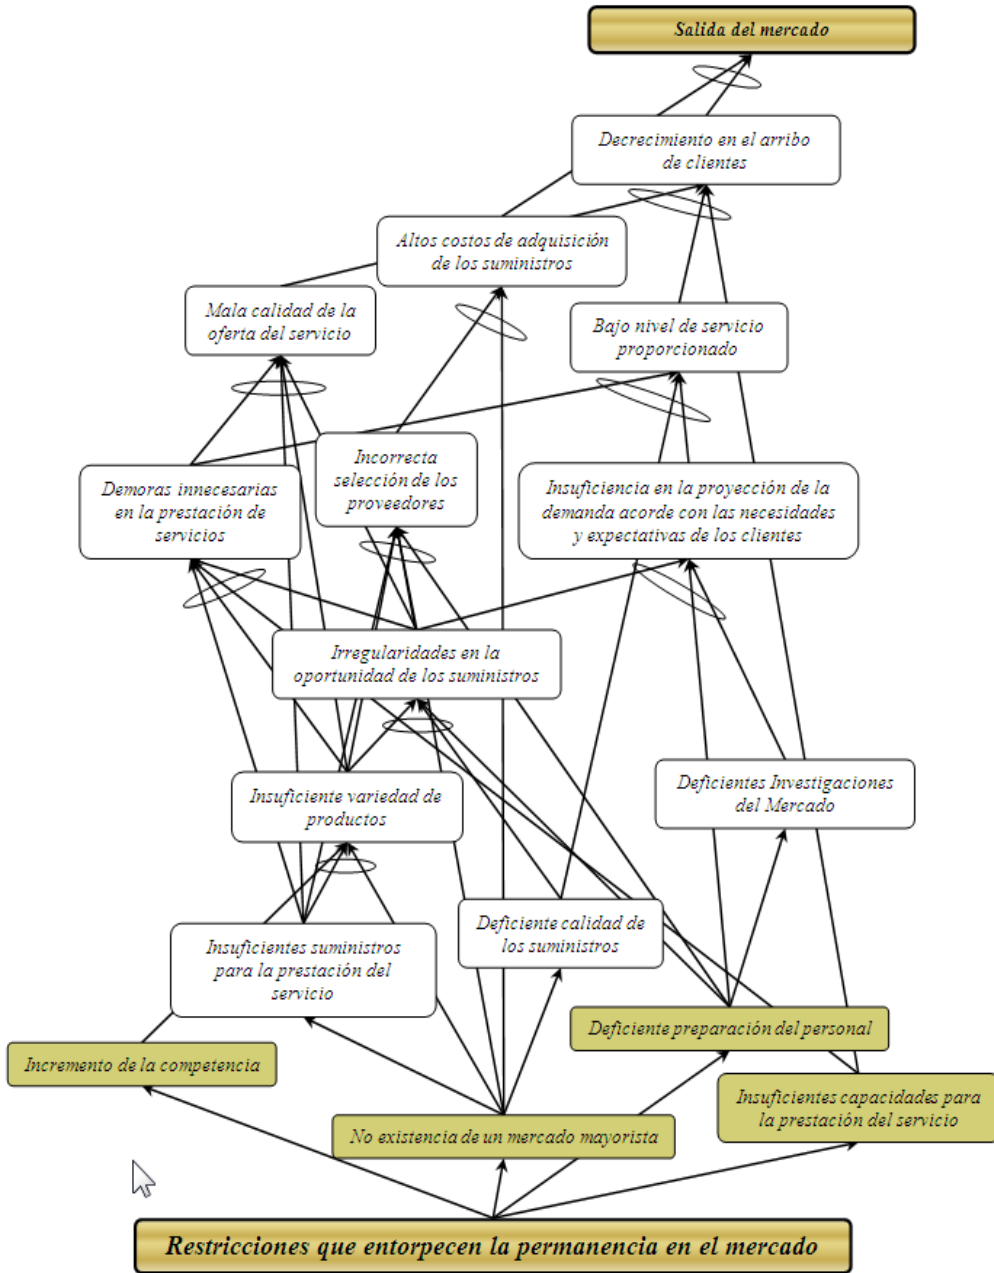 Salida del mercado
Decrecimiento en el arribo
de clientes
Altos costos de adquisición
de los suministros
Mala calidad de la
oferta del servicio
Bajo nivel de servicio
proporcionado
Incorrecta
selección de los
proveedores
Demoras innecesarias
en la prestación de
servicios
Insuficiencia en la proyección de la
demanda acorde con las necesidades
y expectativas de los clientes
Irregularidades en la
oportunidad de los suministros
Insuficiente variedad de
productos
Deficientes Investigaciones
del Mercado
Deficiente calidad de
los suministros
Insuficientes suministros
para la prestación del
servicio
Deficiente preparación del personal
Incremento de la competencia
Insuficientes capacidades para
la prestación del servicio
No existencia de un mercado mayorista
Restricciones que entorpecen la permanencia en el mercado